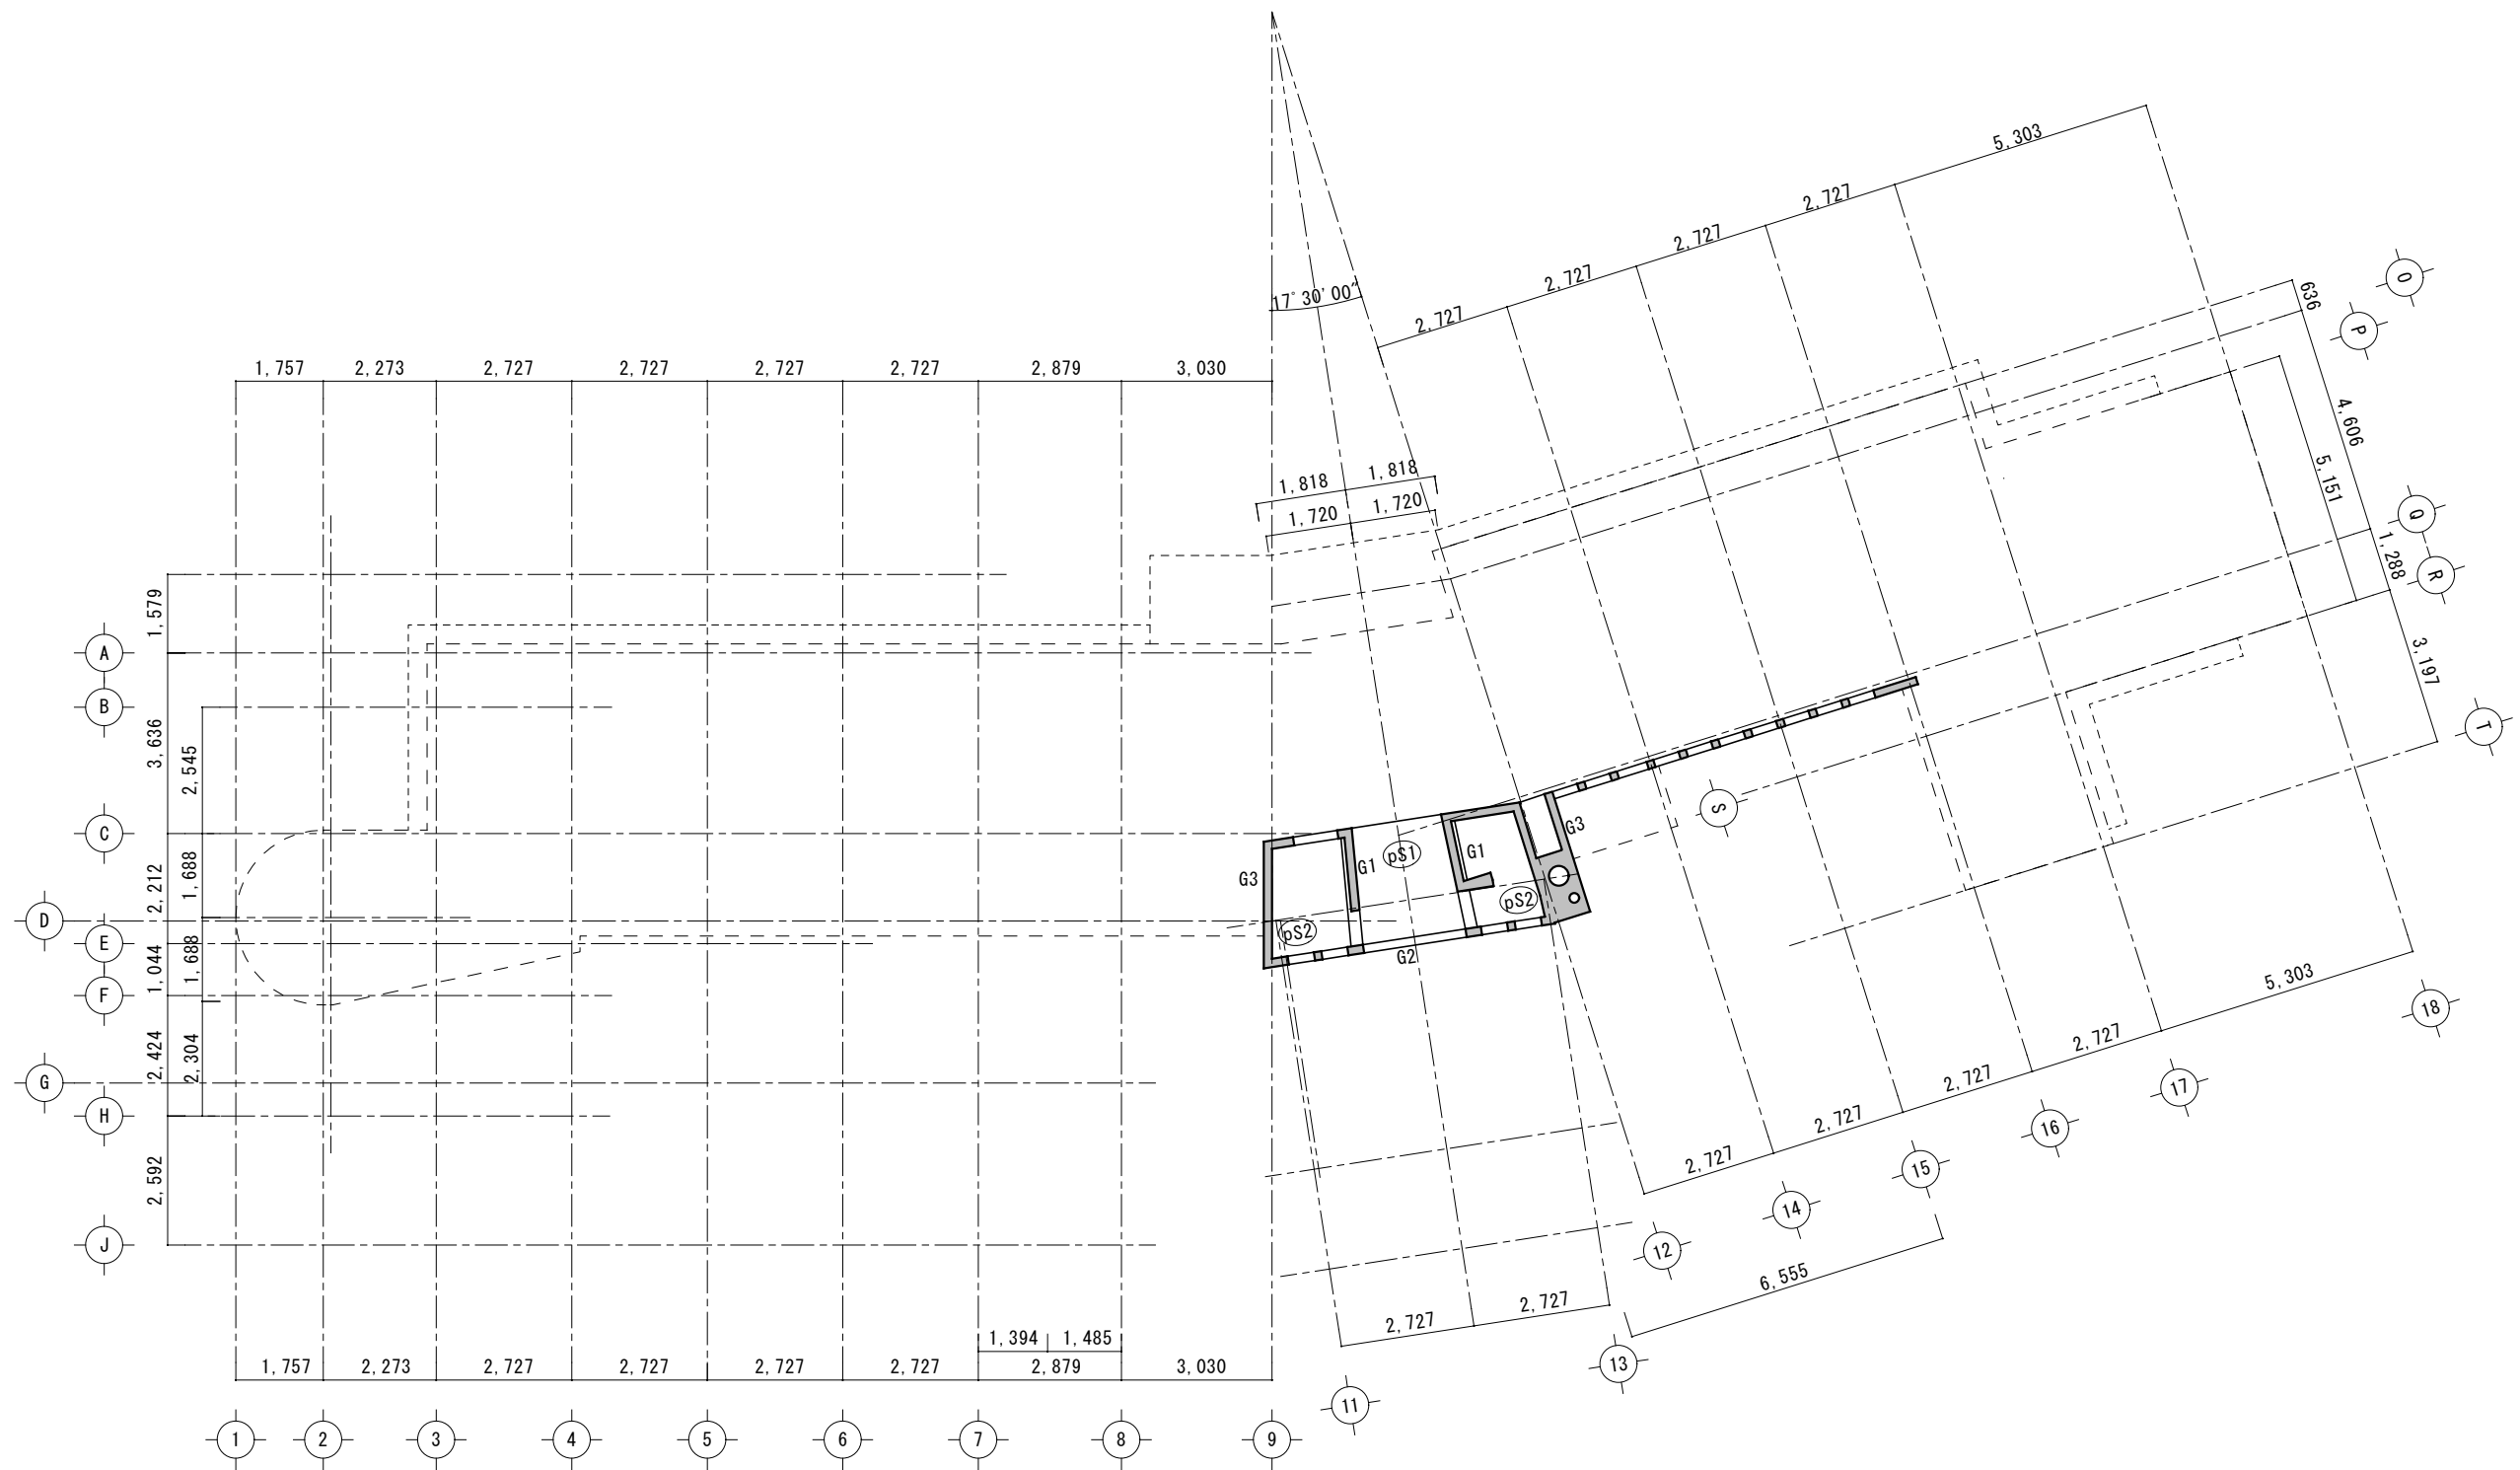 5,303
2,727
2,727
2,727
2,727
17°30'00"
O
P
636
1,757
2,273
2,727
2,727
2,727
2,727
2,879
3,030
4,606
5,151
1,818
1,818
1,720
1,720
Q
1,288
R
3,197
T
1,579
A
B
3,636
2,545
C
S
2,212
1,688
D
E
1,044
1,688
F
2,424
2,304
G
H
2,592
J
G3
G1
pS1
G1
G3
pS2
pS2
G2
5,303
18
2,727
17
2,727
16
2,727
15
2,727
14
12
6,555
2,727
2,727
13
11
1,394
1,485
1,757
2,273
2,727
2,727
2,727
2,727
2,879
3,030
1
2
3
4
5
6
7
8
9